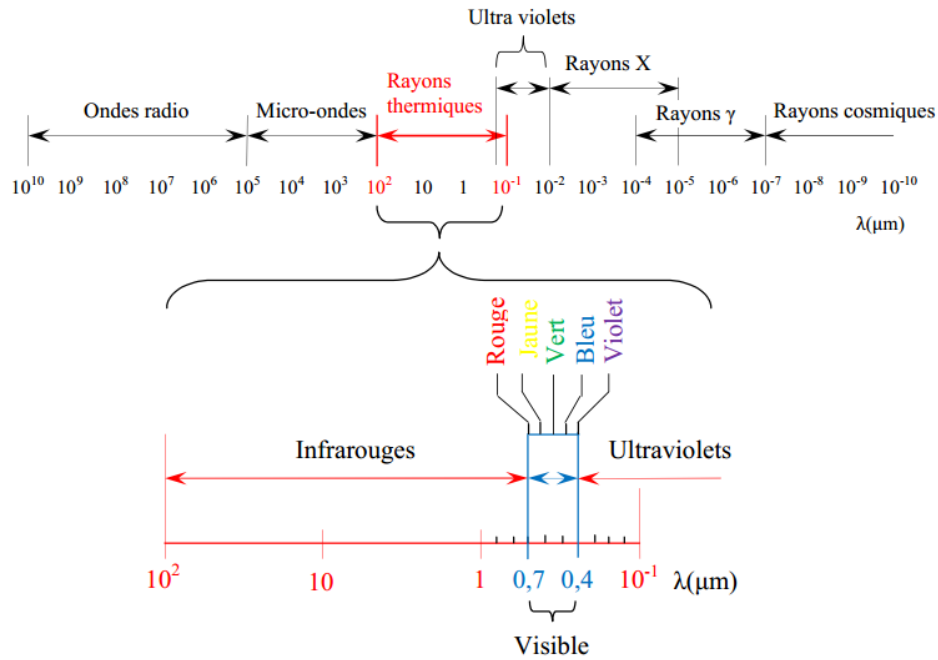 Ultra violets
Rayons X
Rayons thermiques
Ondes radio
Micro-ondes
Rayons γ
Rayons cosmiques
10¹⁰ 10⁹ 10⁸ 10⁷ 10⁶ 10⁵ 10⁴ 10³ 10² 10 1 10⁻¹ 10⁻² 10⁻³ 10⁻⁴ 10⁻⁵ 10⁻⁶ 10⁻⁷ 10⁻⁸ 10⁻⁹ 10⁻¹⁰
λ(μm)
Rouge
Jaune
Vert
Bleu
Violet
Infrarouges
Ultraviolets
10² 10 1 0,7 0,4 10⁻¹ λ(μm)
Visible